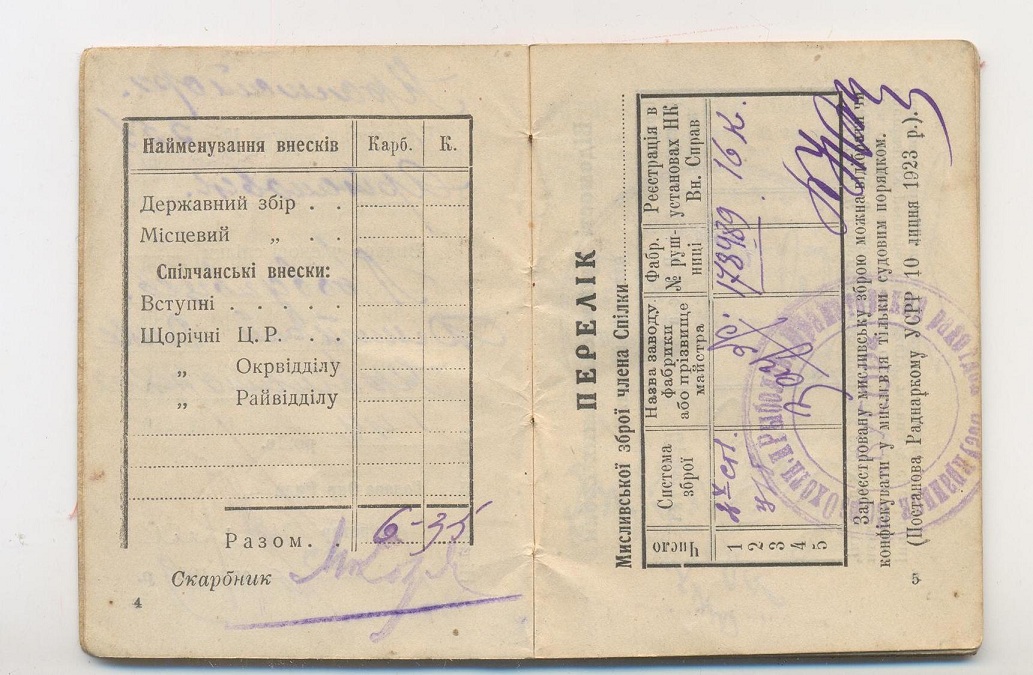 Найменування внесків Карб. К.
Державний збір . .
Місцевий „ . .
Спілчанські внески:
Вступні . . . . .
Щорічні Ц.Р. . .
„ Окрвідділу
„ Райвідділу
Разом. . 6-35
Скарбник
4
ПЕРЕЛІК
Мисливської зброї члена Спілки
Число
Система зброї
Назва заводу фабрики або прізвище майстра
Фабр. № рушниці
Реєстрація в установах НК Вн. Справ
1 178489 16 К.
2
3
4
5
Зареєстровану мисливську зброю можна відбирати чи
конфіскувати у мисливця тільки судовим порядком.
(Постанова Раднаркому УСРР 10 липня 1923 р.).
5